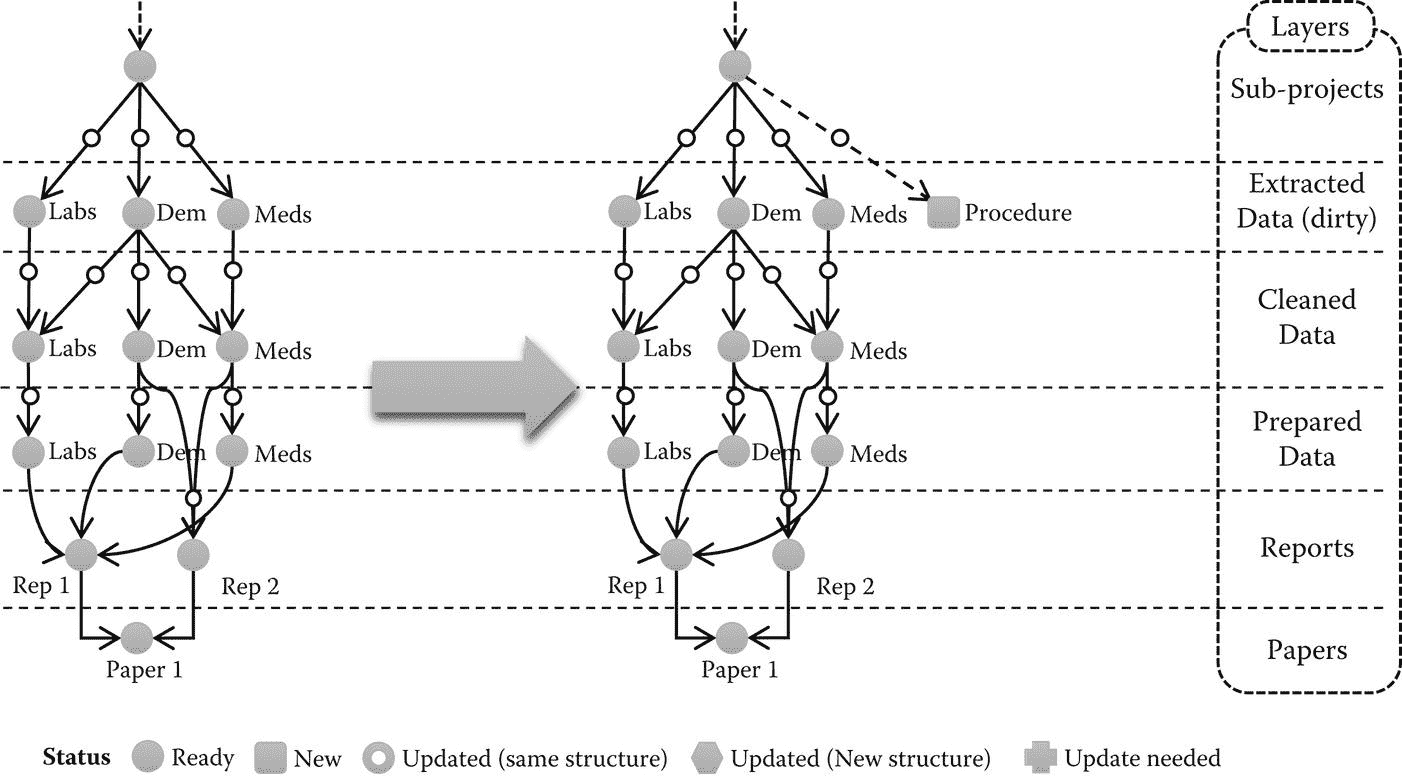 Layers
Sub-projects
Labs Dem Meds Labs Dem Meds Procedure
Extracted
Data (dirty)
Labs Dem Meds Labs Dem Meds
Cleaned
Data
Labs Dem Meds Labs Dem Meds
Prepared
Data
Rep 1 Rep 2 Rep 1 Rep 2
Reports
Paper 1 Paper 1
Papers
Status Ready New Updated (same structure) Updated (New structure) Update needed